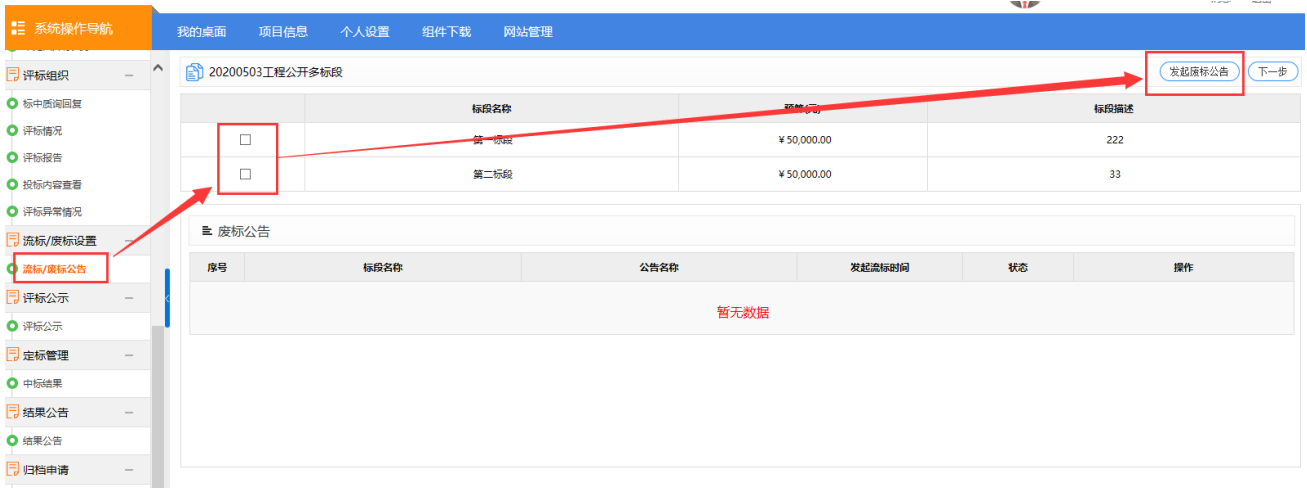 系统操作导航
我的桌面 项目信息 个人设置 组件下载 网站管理
评标组织
标中质询回复
评标情况
评标报告
投标内容查看
评标异常情况
流标/废标设置
流标/废标公告
评标公示
评标公示
定标管理
中标结果
结果公告
结果公告
归档申请
20200503工程公开多标段 发起废标公告 下一步
标段名称 预算(元) 标段描述
第一标段 ¥50,000.00 222
第二标段 ¥50,000.00 33
废标公告
序号 标段名称 公告名称 发起流标时间 状态 操作
暂无数据